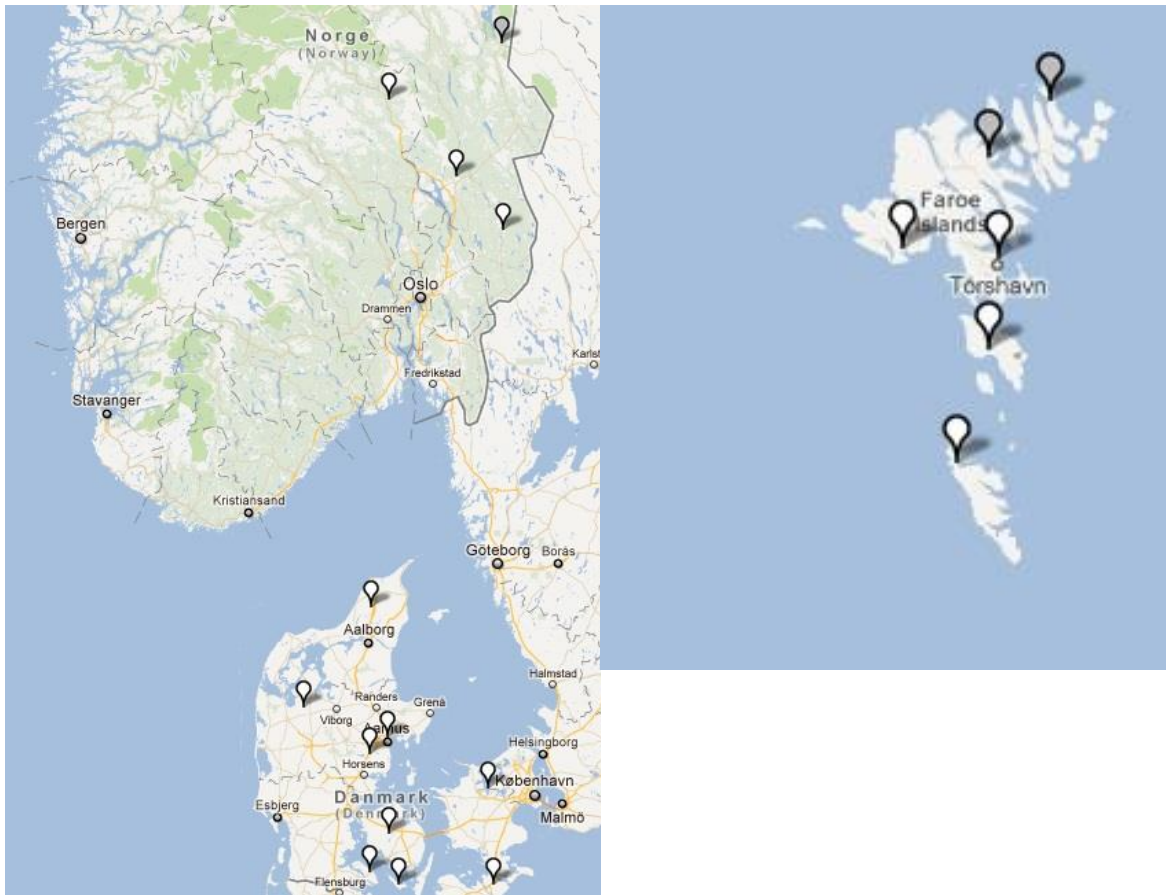 Norge
(Norway)
Bergen
Oslo
Drammen
Karlst
Fredrikstad
Stavanger
Kristiansand
Göteborg
Borås
Aalborg
Halmstad
Randers
Grenå
Viborg
Helsingborg
Horsens
København
Danmark
Esbjerg
Malmö
Flensburg
Faroe
Islands
Tórshavn